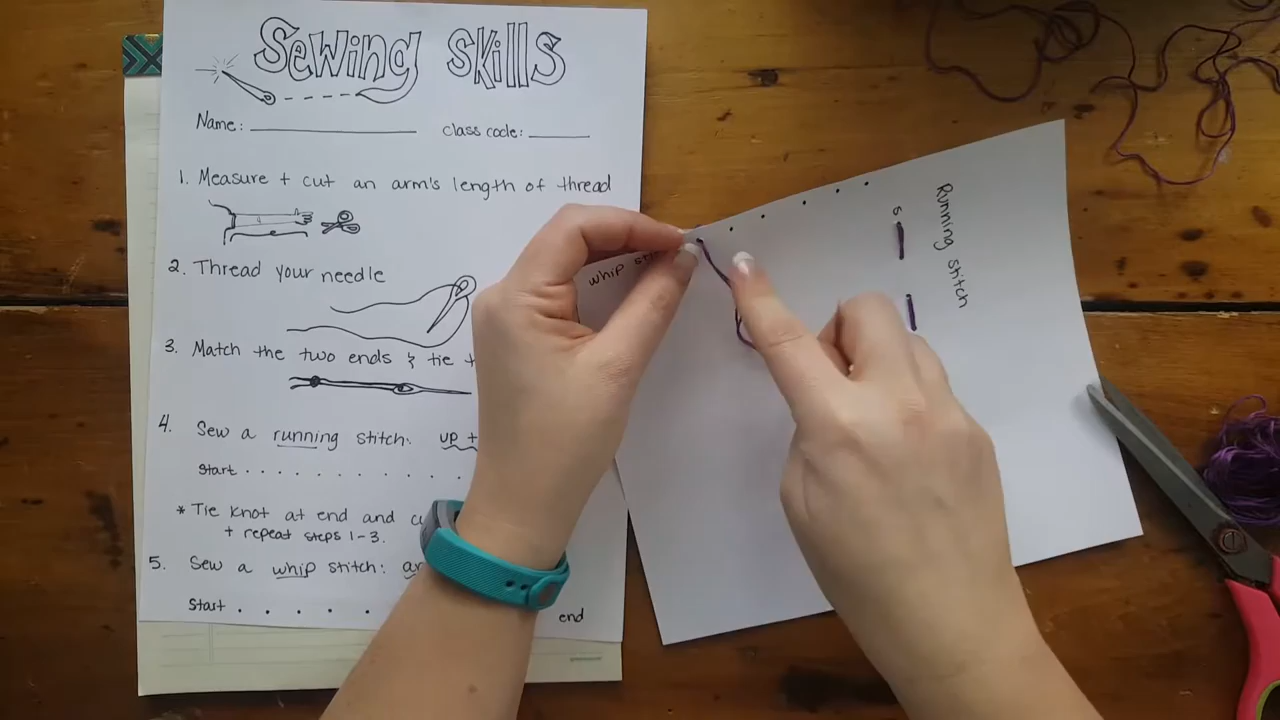 Sewing Skills
Name: class code:
1. Measure + cut an arm's length of thread
2. Thread your needle
3. Match the two ends & tie
4. Sew a running stitch: up +
Start
* Tie knot at end and
+ repeat steps 1-3.
5. Sew a whip stitch:
Start end
whip
s
Running stitch